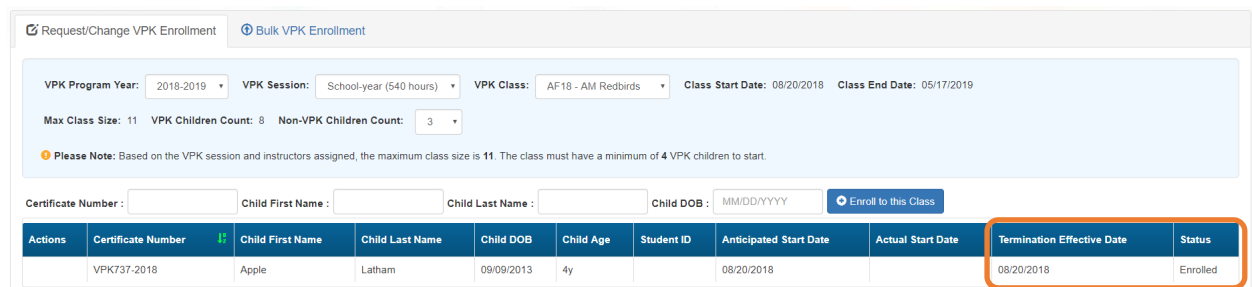 Request/Change VPK Enrollment Bulk VPK Enrollment
VPK Program Year: 2018-2019 VPK Session: School-year (540 hours) VPK Class: AF18 - AM Redbirds Class Start Date: 08/20/2018 Class End Date: 05/17/2019
Max Class Size: 11 VPK Children Count: 8 Non-VPK Children Count: 3
Please Note: Based on the VPK session and instructors assigned, the maximum class size is 11. The class must have a minimum of 4 VPK children to start.
Certificate Number : Child First Name : Child Last Name : Child DOB : MM/DD/YYYY Enroll to this Class
Actions Certificate Number Child First Name Child Last Name Child DOB Child Age Student ID Anticipated Start Date Actual Start Date Termination Effective Date Status
VPK737-2018 Apple Latham 09/09/2013 4y 08/20/2018 08/20/2018 Enrolled